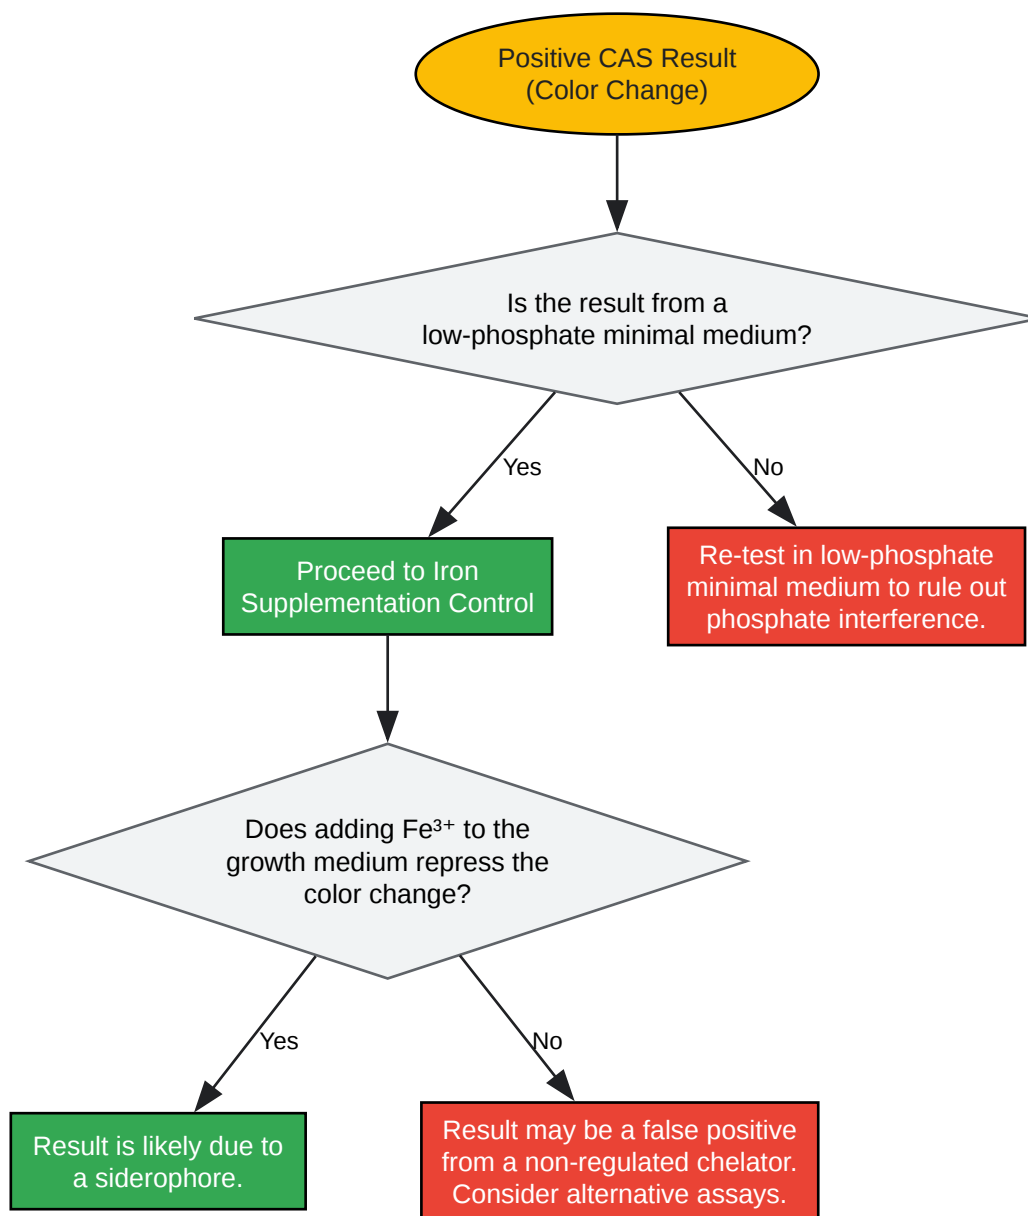 Positive CAS Result
(Color Change)
Is the result from a
low-phosphate minimal medium?
Yes
No
Proceed to Iron
Supplementation Control
Re-test in low-phosphate
minimal medium to rule out
phosphate interference.
Does adding Fe³⁺ to the
growth medium repress the
color change?
Yes
No
Result is likely due to
a siderophore.
Result may be a false positive
from a non-regulated chelator.
Consider alternative assays.